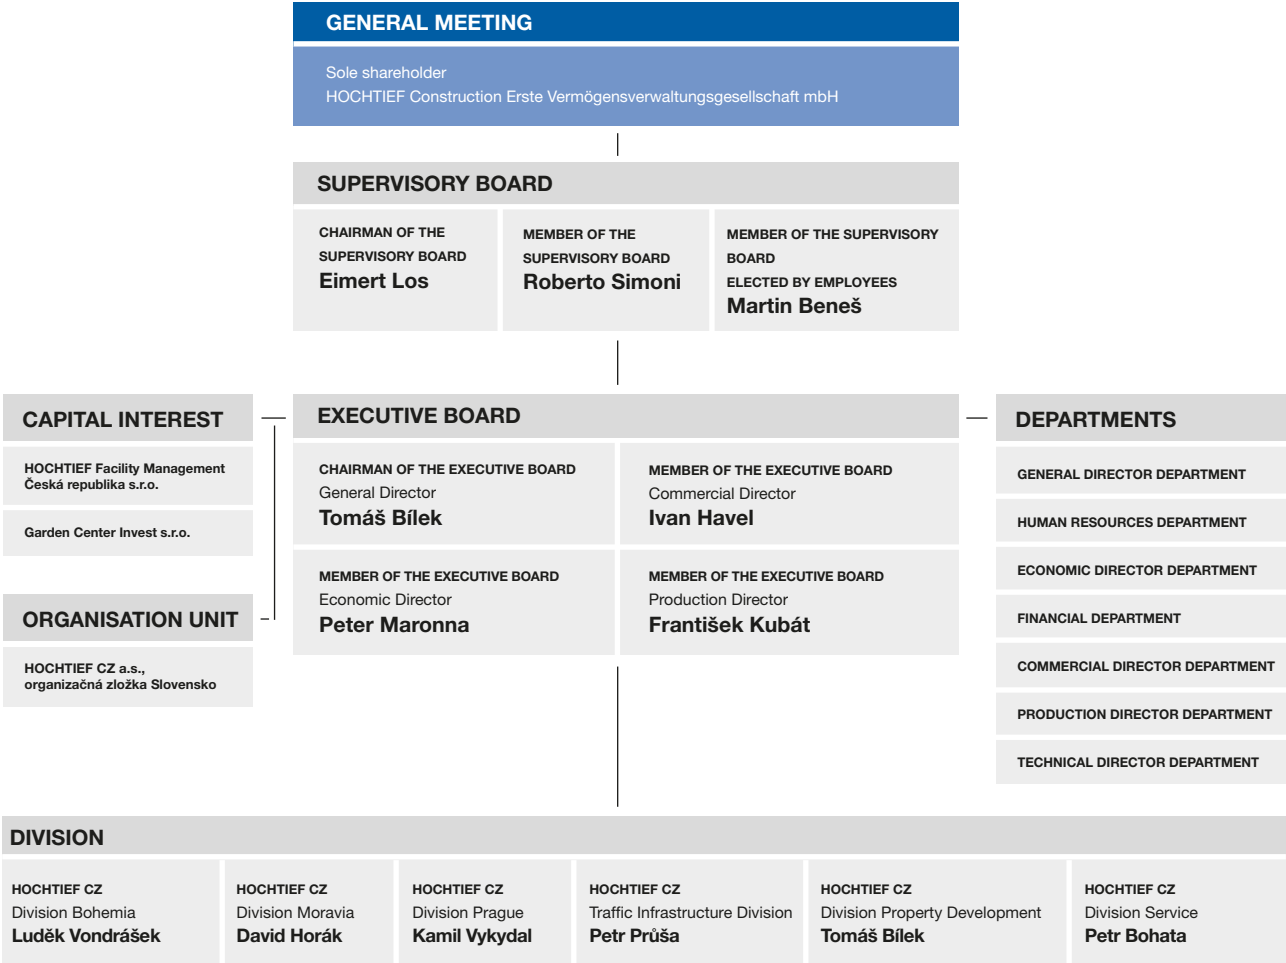 GENERAL MEETING
Sole shareholder
HOCHTIEF Construction Erste Vermögensverwaltungsgesellschaft mbH
SUPERVISORY BOARD
CHAIRMAN OF THE
SUPERVISORY BOARD
Eimert Los
MEMBER OF THE
SUPERVISORY BOARD
Roberto Simoni
MEMBER OF THE SUPERVISORY
BOARD
ELECTED BY EMPLOYEES
Martin Beneš
CAPITAL INTEREST
HOCHTIEF Facility Management
Česká republika s.r.o.
Garden Center Invest s.r.o.
ORGANISATION UNIT
HOCHTIEF CZ a.s.,
organizačná zložka Slovensko
EXECUTIVE BOARD
CHAIRMAN OF THE EXECUTIVE BOARD
General Director
Tomáš Bílek
MEMBER OF THE EXECUTIVE BOARD
Commercial Director
Ivan Havel
MEMBER OF THE EXECUTIVE BOARD
Economic Director
Peter Maronna
MEMBER OF THE EXECUTIVE BOARD
Production Director
František Kubát
DEPARTMENTS
GENERAL DIRECTOR DEPARTMENT
HUMAN RESOURCES DEPARTMENT
ECONOMIC DIRECTOR DEPARTMENT
FINANCIAL DEPARTMENT
COMMERCIAL DIRECTOR DEPARTMENT
PRODUCTION DIRECTOR DEPARTMENT
TECHNICAL DIRECTOR DEPARTMENT
DIVISION
HOCHTIEF CZ
Division Bohemia
Luděk Vondrášek
HOCHTIEF CZ
Division Moravia
David Horák
HOCHTIEF CZ
Division Prague
Kamil Vykydal
HOCHTIEF CZ
Traffic Infrastructure Division
Petr Průša
HOCHTIEF CZ
Division Property Development
Tomáš Bílek
HOCHTIEF CZ
Division Service
Petr Bohata